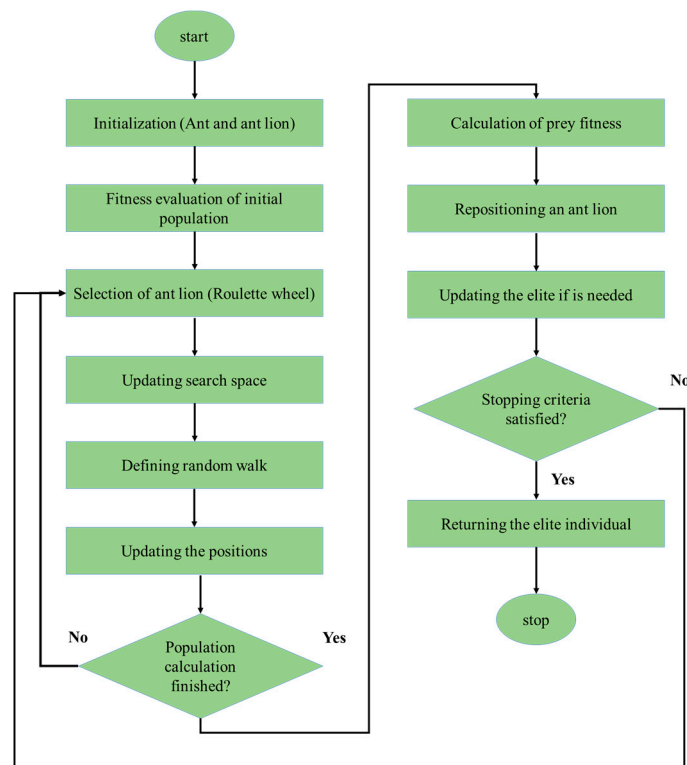 start
Initialization (Ant and ant lion)
Fitness evaluation of initial
population
Selection of ant lion (Roulette wheel)
Updating search space
Defining random walk
Updating the positions
No
Yes
Population
calculation
finished?
Calculation of prey fitness
Repositioning an ant lion
Updating the elite if is needed
No
Stopping criteria
satisfied?
Yes
Returning the elite individual
stop